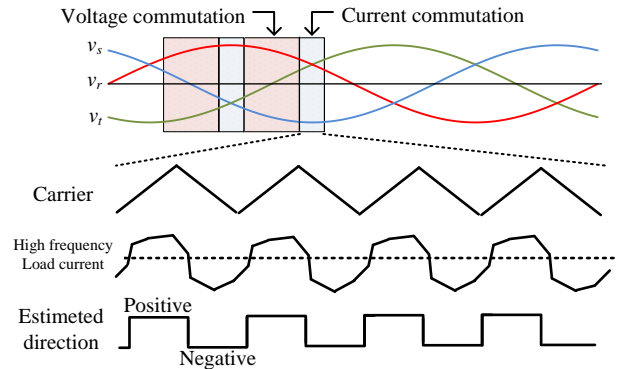 Voltage commutation
Current commutation
vs
vr
vt
Carrier
High frequency
Load current
Estimeted
direction
Positive
Negative